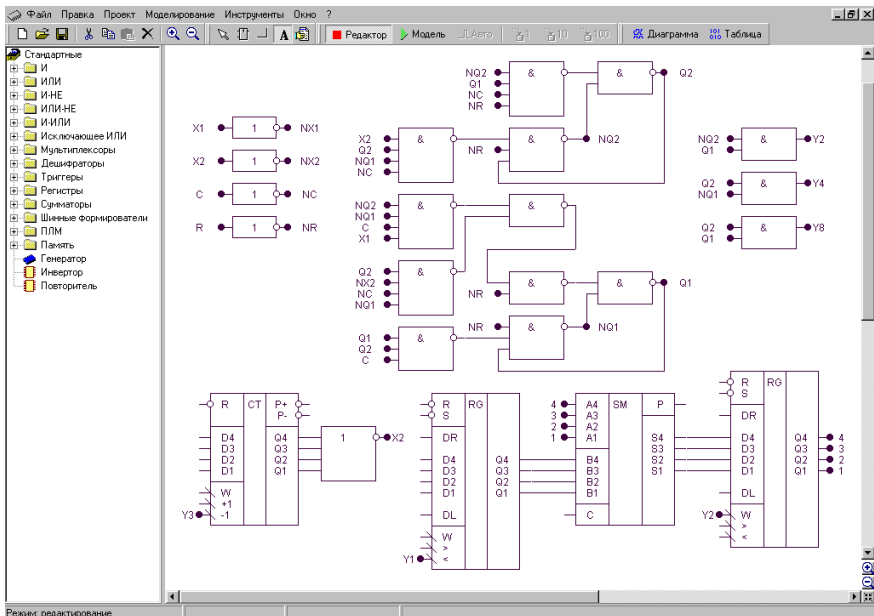 Файл Правка Проект Моделирование Инструменты Окно ?
Редактор Модель Авто x1 x10 x100 Диаграмма Таблица
Стандартные
И
ИЛИ
И-НЕ
ИЛИ-НЕ
И-ИЛИ
Исключающее ИЛИ
Мультиплексоры
Дешифраторы
Триггеры
Регистры
Сумматоры
Шинные формирователи
ПЛМ
Память
Генератор
Инвертор
Повторитель
X1 1 NX1
X2 1 NX2
C 1 NC
R 1 NR
NQ2
Q1
NC
NR
& & Q2
X2
Q2
NQ1
NC
& NR & NQ2
NQ2
NQ1
C
X1
& &
Q2
NX2
NC
NQ1
& NR & & Q1
Q1
Q2
C
& NR & NQ1
NQ2
Q1
& Y2
Q2
NQ1
& Y4
Q2
Q1
& Y8
R CT P+
P-
D4 Q4
D3 Q3
D2 Q2
D1 Q1
W
+1
Y3 -1
1 X2
R RG
S
DR
D4 Q4
D3 Q3
D2 Q2
D1 Q1
DL
W
>
Y1 <
4 A4 SM P
3 A3
2 A2
1 A1
B4 S4
B3 S3
B2 S2
B1 S1
C
R RG
S
DR
D4 Q4 4
D3 Q3 3
D2 Q2 2
D1 Q1 1
DL
Y2 W
>
<
Режим: редактирование